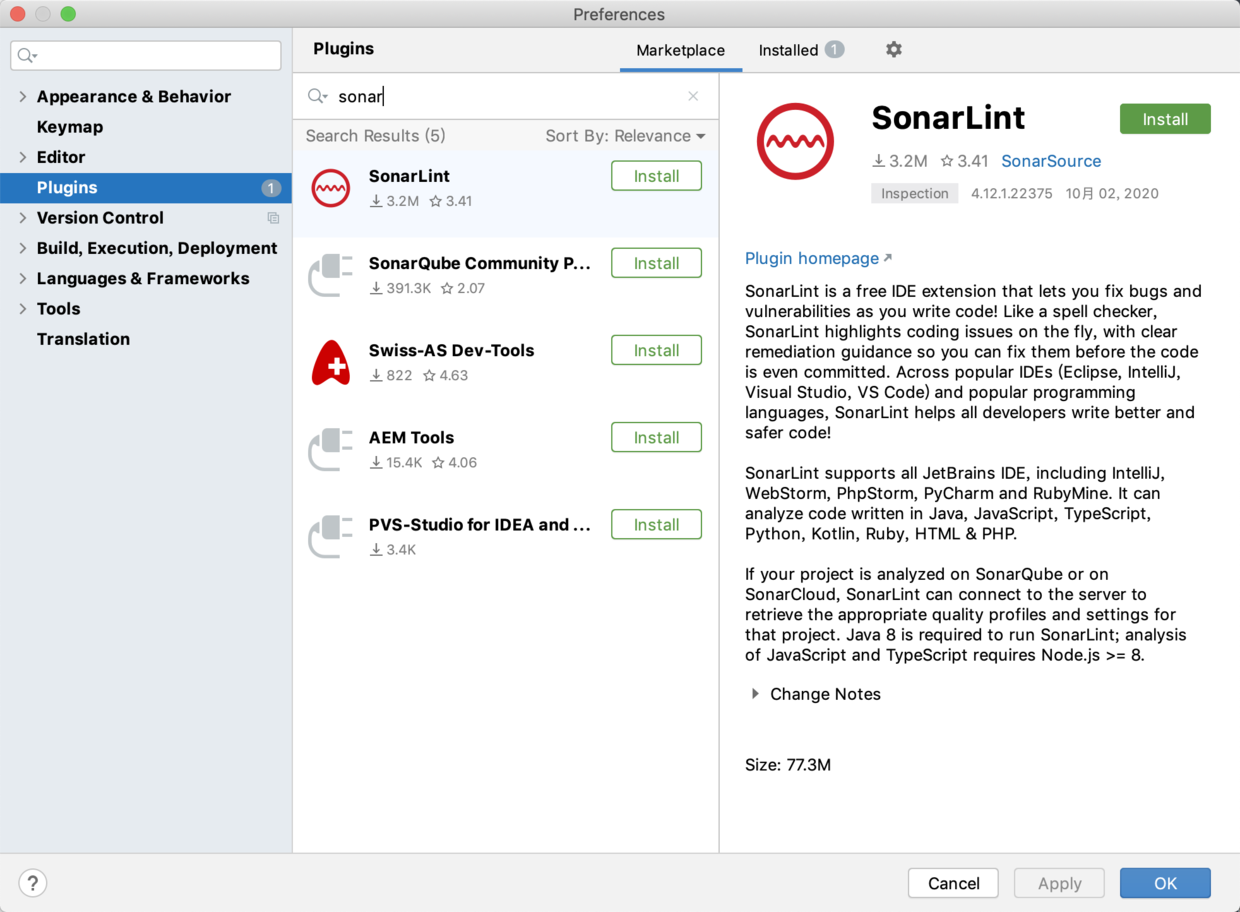 Preferences
Appearance & Behavior
Keymap
Editor
Plugins 1
Version Control
Build, Execution, Deployment
Languages & Frameworks
Tools
Translation
Plugins
Marketplace
Installed 1
sonar
Search Results (5)
Sort By: Relevance
SonarLint
3.2M 3.41
Install
SonarQube Community P...
391.3K 2.07
Install
Swiss-AS Dev-Tools
822 4.63
Install
AEM Tools
15.4K 4.06
Install
PVS-Studio for IDEA and ...
3.4K
Install
SonarLint
Install
3.2M 3.41 SonarSource
Inspection 4.12.1.22375 10月 02, 2020
Plugin homepage
SonarLint is a free IDE extension that lets you fix bugs and
vulnerabilities as you write code! Like a spell checker,
SonarLint highlights coding issues on the fly, with clear
remediation guidance so you can fix them before the code
is even committed. Across popular IDEs (Eclipse, IntelliJ,
Visual Studio, VS Code) and popular programming
languages, SonarLint helps all developers write better and
safer code!
SonarLint supports all JetBrains IDE, including IntelliJ,
WebStorm, PhpStorm, PyCharm and RubyMine. It can
analyze code written in Java, JavaScript, TypeScript,
Python, Kotlin, Ruby, HTML & PHP.
If your project is analyzed on SonarQube or on
SonarCloud, SonarLint can connect to the server to
retrieve the appropriate quality profiles and settings for
that project. Java 8 is required to run SonarLint; analysis
of JavaScript and TypeScript requires Node.js >= 8.
Change Notes
Size: 77.3M
?
Cancel
Apply
OK